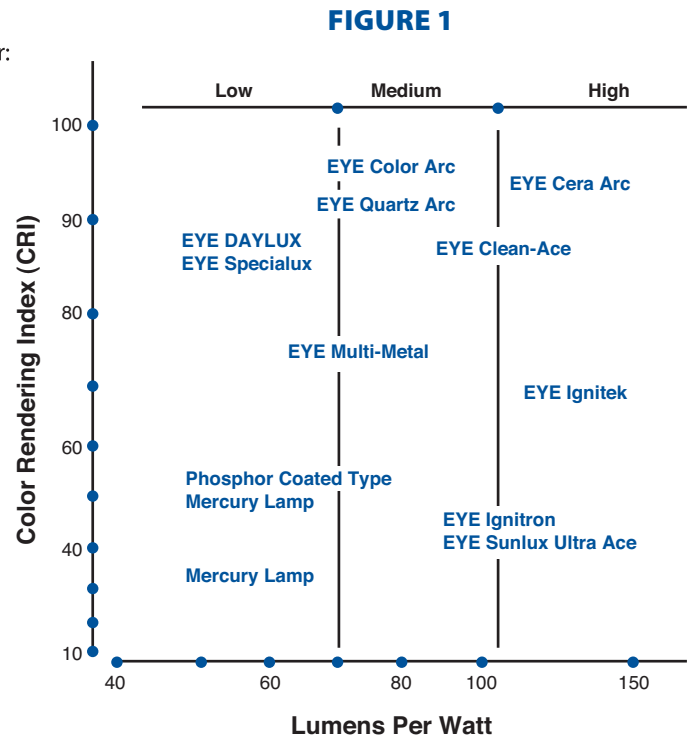 FIGURE 1
r:
Low Medium High
100
EYE Color Arc
EYE Cera Arc
EYE Quartz Arc
90
EYE DAYLUX
EYE Clean-Ace
EYE Specialux
80
EYE Multi-Metal
EYE Ignitek
60
Phosphor Coated Type
Mercury Lamp
EYE Ignitron
EYE Sunlux Ultra Ace
40
Mercury Lamp
10
Color Rendering Index (CRI)
40 60 80 100 150
Lumens Per Watt